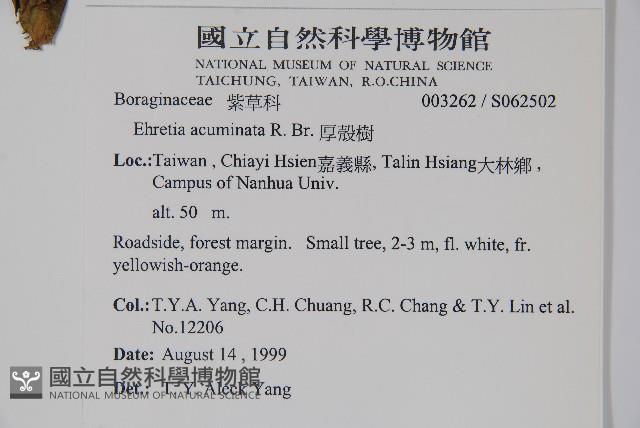 國立自然科學博物館
NATIONAL MUSEUM OF NATURAL SCIENCE
TAICHUNG, TAIWAN, R.O.CHINA
Boraginaceae 紫草科 003262 / S062502
Ehretia acuminata R. Br. 厚殼樹
Loc.:Taiwan , Chiayi Hsien嘉義縣, Talin Hsiang大林鄉 ,
Campus of Nanhua Univ.
alt. 50 m.
Roadside, forest margin. Small tree, 2-3 m, fl. white, fr.
yellowish-orange.
Col.:T.Y.A. Yang, C.H. Chuang, R.C. Chang & T.Y. Lin et al.
No.12206
Date: August 14 , 1999
Det.: T. Y. Aleck Yang
國立自然科學博物館
NATIONAL MUSEUM OF NATURAL SCIENCE